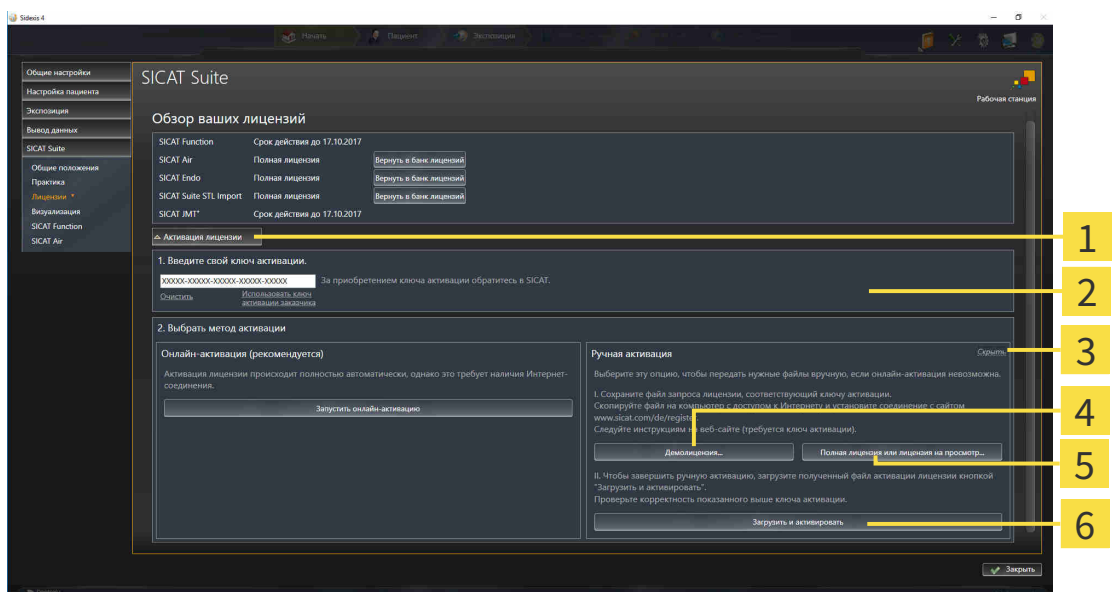 Sidexis 4
Начать Пациент Экспозиция
Общие настройки
Настройка пациента
Экспозиция
Вывод данных
SICAT Suite
Общие положения
Практика
Лицензии *
Визуализация
SICAT Function
SICAT Air
SICAT Suite
Рабочая станция
Обзор ваших лицензий
SICAT Function Срок действия до 17.10.2017
SICAT Air Полная лицензия Вернуть в банк лицензий
SICAT Endo Полная лицензия Вернуть в банк лицензий
SICAT Suite STL Import Полная лицензия Вернуть в банк лицензий
SICAT JMT+ Срок действия до 17.10.2017
Активация лицензии
1
1. Введите свой ключ активации.
XXXXX-XXXXX-XXXXX-XXXXX-XXXXX За приобретением ключа активации обратитесь в SICAT.
Очистить Использовать ключ
активации заказчика
2
2. Выбрать метод активации
Онлайн-активация (рекомендуется)
Активация лицензии происходит полностью автоматически, однако это требует наличия Интернет-
соединения.
Запустить онлайн-активацию
Ручная активация Скрыть
3
Выберите эту опцию, чтобы передать нужные файлы вручную, если онлайн-активация невозможна.
I. Сохраните файл запроса лицензии, соответствующий ключу активации.
Скопируйте файл на компьютер с доступом к Интернету и установите соединение с сайтом
www.sicat.com/de/register.
Следуйте инструкциям на веб-сайте (требуется ключ активации).
4
Демолицензия... Полная лицензия или лицензия на просмотр...
5
II. Чтобы завершить ручную активацию, загрузите полученный файл активации лицензии кнопкой
"Загрузить и активировать".
Проверьте корректность показанного выше ключа активации.
Загрузить и активировать
6
Закрыть